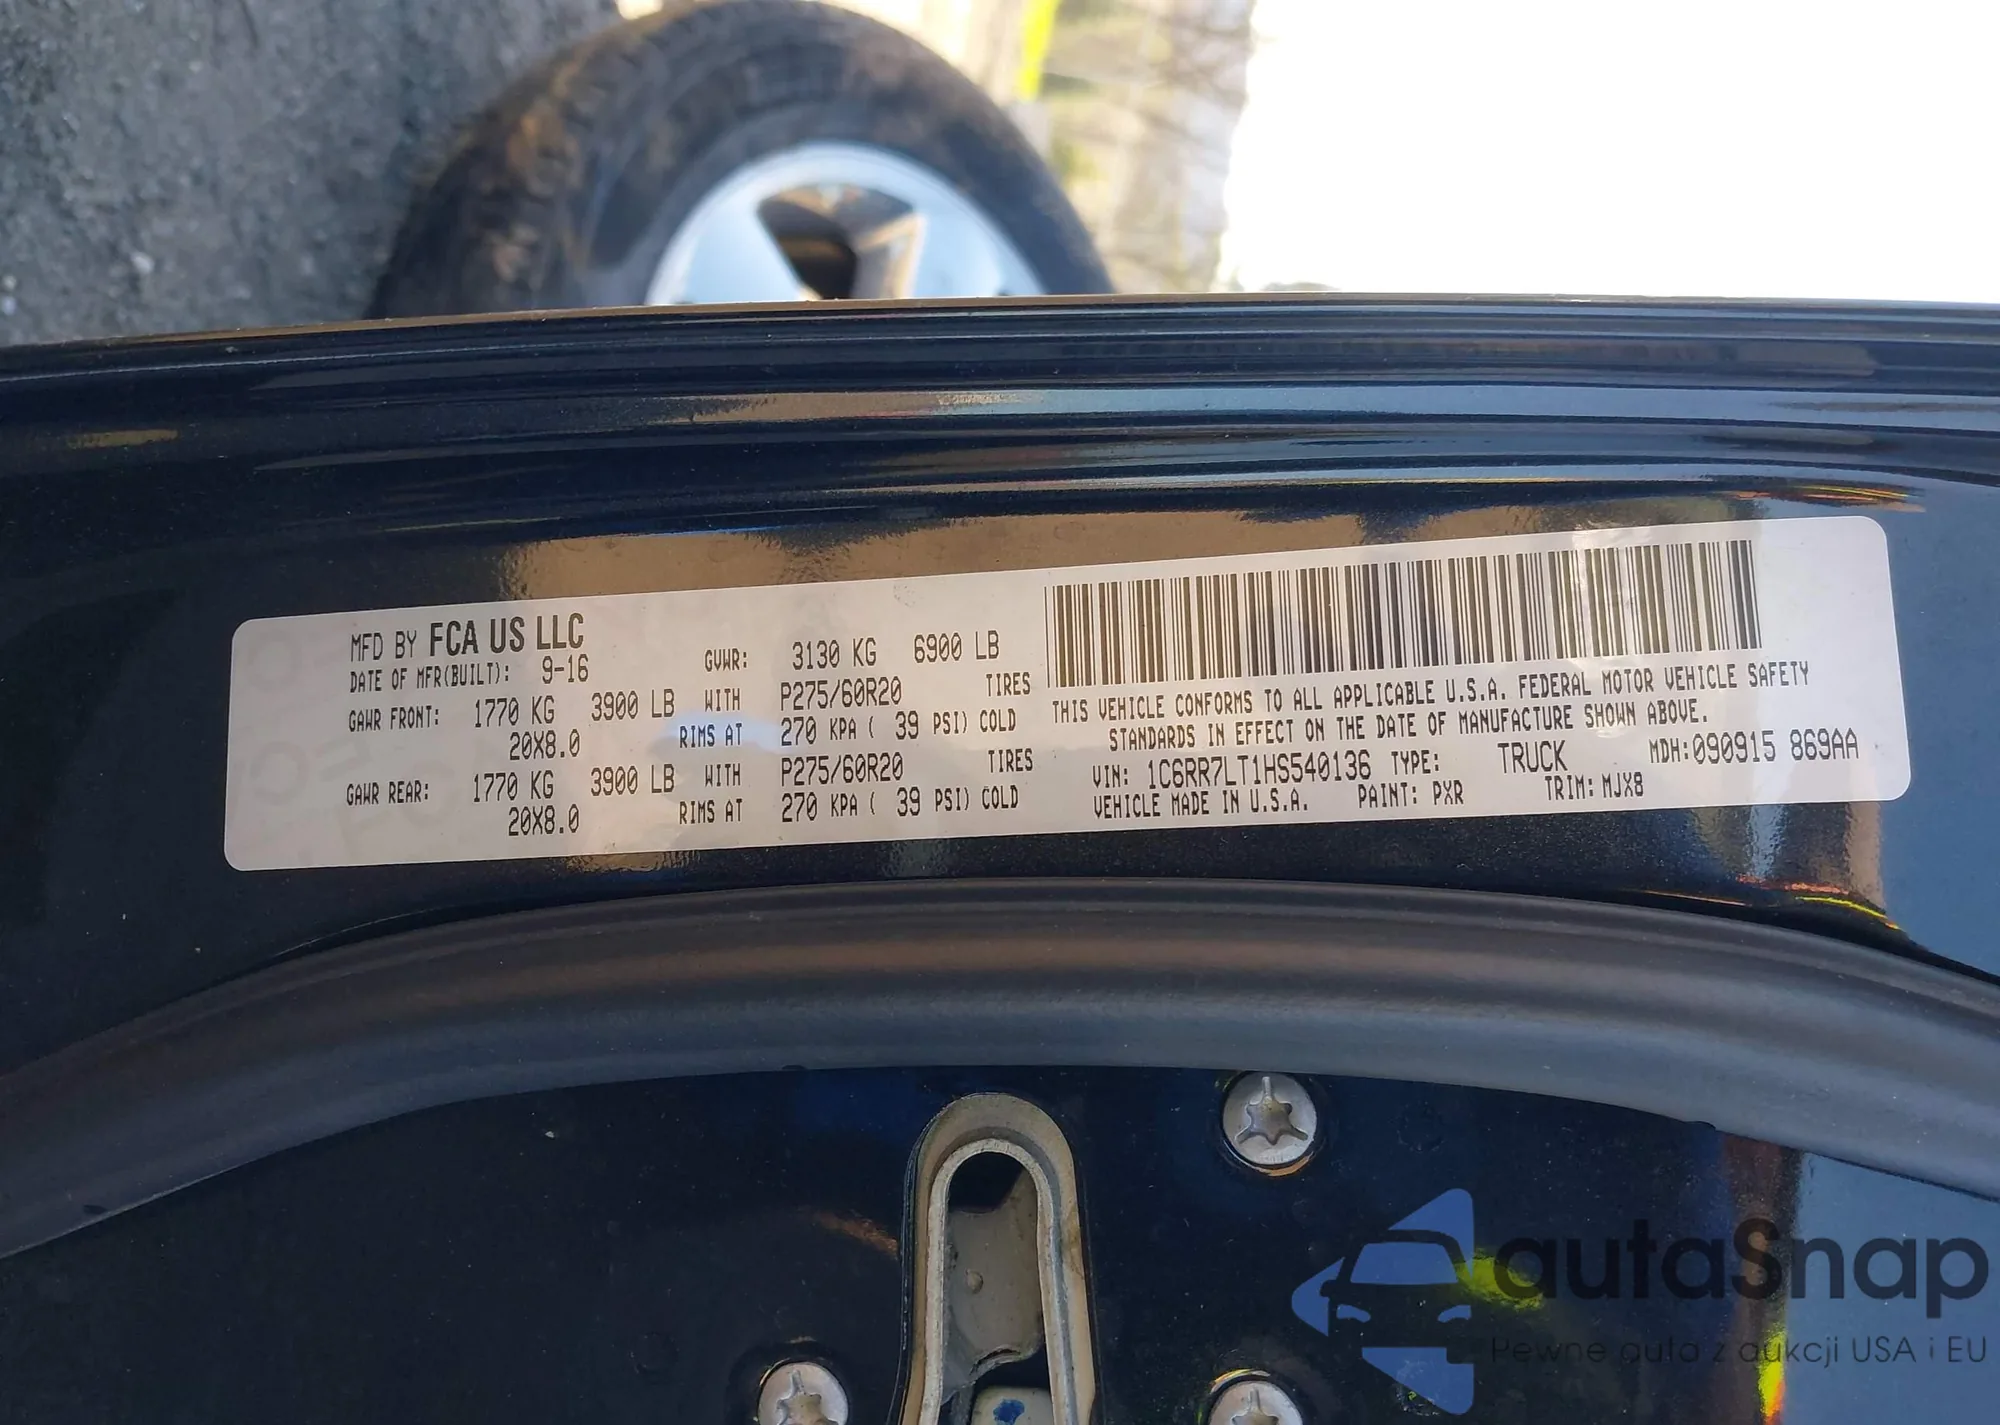 MFD BY FCA US LLC
DATE OF MFR(BUILT): 9-16 GVWR: 3130 KG 6900 LB
GAWR FRONT: 1770 KG 3900 LB WITH P275/60R20 TIRES
20X8.0 RIMS AT 270 KPA ( 39 PSI) COLD
GAWR REAR: 1770 KG 3900 LB WITH P275/60R20 TIRES
20X8.0 RIMS AT 270 KPA ( 39 PSI) COLD
THIS VEHICLE CONFORMS TO ALL APPLICABLE U.S.A. FEDERAL MOTOR VEHICLE SAFETY
STANDARDS IN EFFECT ON THE DATE OF MANUFACTURE SHOWN ABOVE.
VIN: 1C6RR7LT1HS540136 TYPE: TRUCK MDH:090915 869AA
VEHICLE MADE IN U.S.A. PAINT: PXR TRIM: MJX8
autaSnap
Pewne auta z aukcji USA i EU